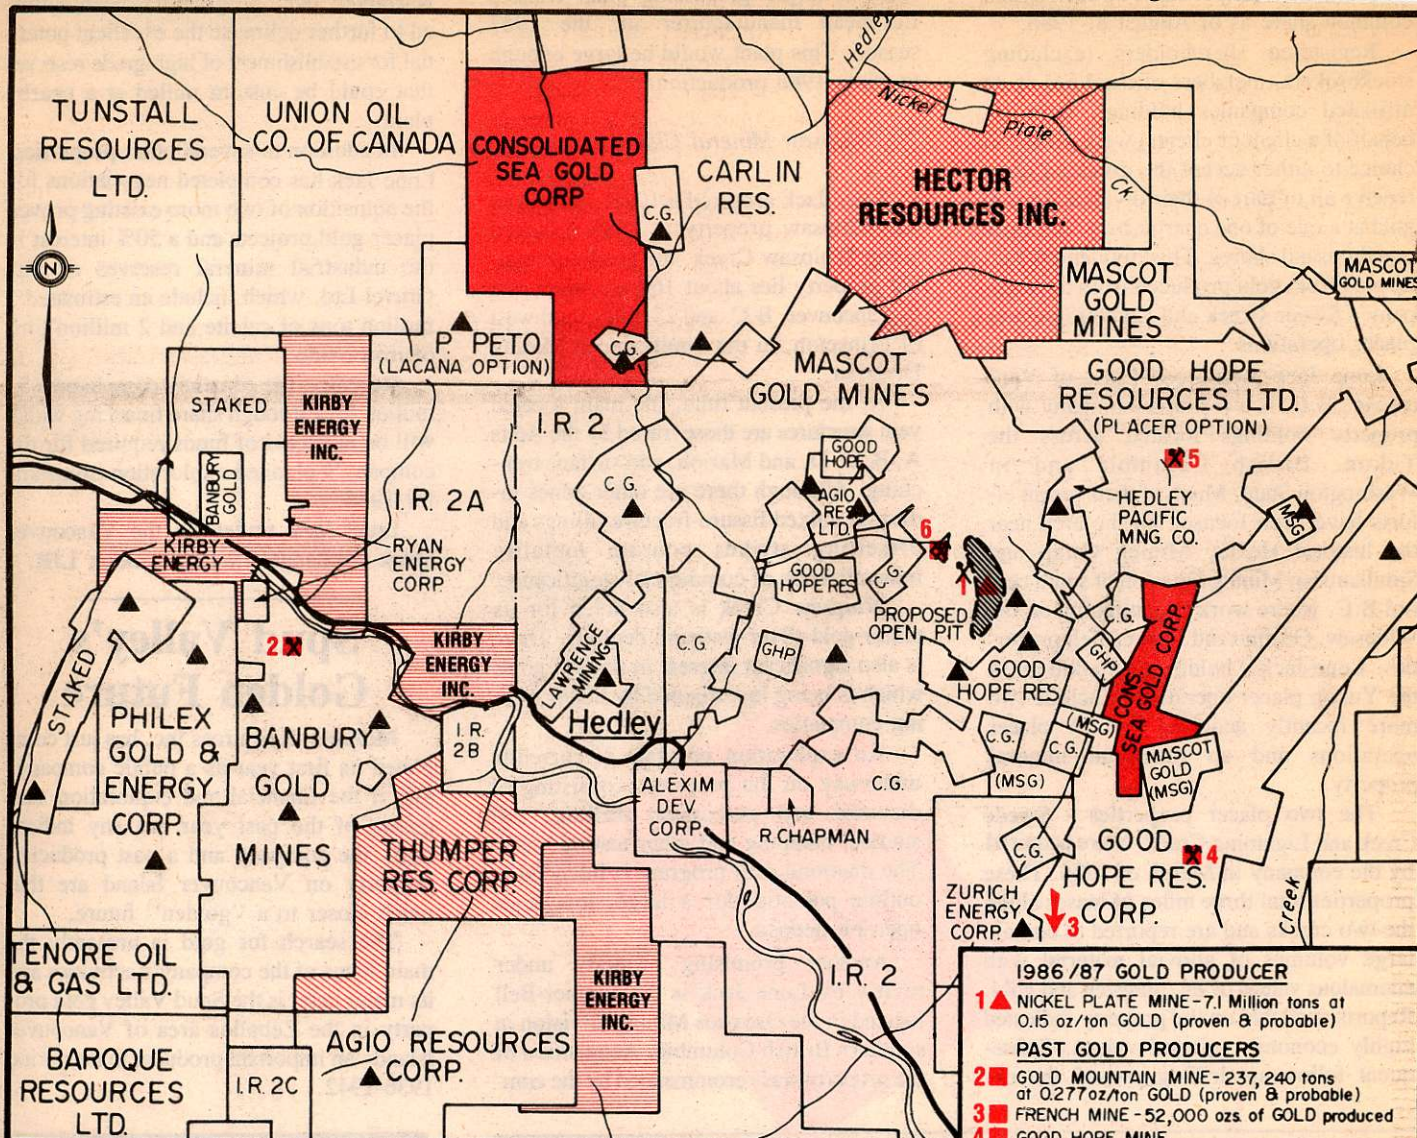 Hedley
Nickel
Plate
Ck
TUNSTALL
RESOURCES
LTD.
UNION OIL
CO. OF CANADA
CONSOLIDATED
SEA GOLD
CORP
C.G.
CARLIN
RES.
HECTOR
RESOURCES INC.
MASCOT
GOLD
MINES
MASCOT
GOLD MINES
N
P. PETO
(LACANA OPTION)
C.G.
MASCOT
GOLD MINES
GOOD HOPE
RESOURCES LTD.
(PLACER OPTION)
STAKED
KIRBY
ENERGY
INC.
I.R. 2
BANBURY
GOLD
I.R. 2A
C.G.
GOOD
HOPE
AGIO
RES
LTD.
5
HEDLEY
PACIFIC
MNG. CO.
MSG
KIRBY
ENERGY
RYAN
ENERGY
CORP.
GOOD
HOPE RES
C.G.
6
1
PROPOSED
OPEN PIT
C.G.
2
KIRBY
ENERGY
INC.
LAWRENCE
MINING
C.G.
GHP
GOOD
HOPE RES
GHP
CONS.
SEA GOLD CORP.
STAKED
PHILEX
GOLD &
ENERGY
CORP.
BANBURY
GOLD
MINES
I.R.
2B
Hedley
C.G.
(MSG)
C.G.
(MSG)
MASCOT
GOLD
(MSG)
ALEXIM
DEV.
CORP.
R. CHAPMAN
C.G.
THUMPER
RES. CORP.
C.G.
GOOD
HOPE RES.
CORP.
4
ZURICH
ENERGY
CORP.
3
Creek
TENORE OIL
& GAS LTD.
KIRBY
ENERGY
INC.
I.R. 2
BAROQUE
RESOURCES
LTD.
I.R. 2C
AGIO RESOURCES
CORP.
1986/87 GOLD PRODUCER
1 NICKEL PLATE MINE - 7.1 Million tons at
0.15 oz/ton GOLD (proven & probable)
PAST GOLD PRODUCERS
2 GOLD MOUNTAIN MINE - 237,240 tons
at 0.277oz/ton GOLD (proven & probable)
3 FRENCH MINE - 52,000 ozs. of GOLD produced
4 GOOD HOPE MINE